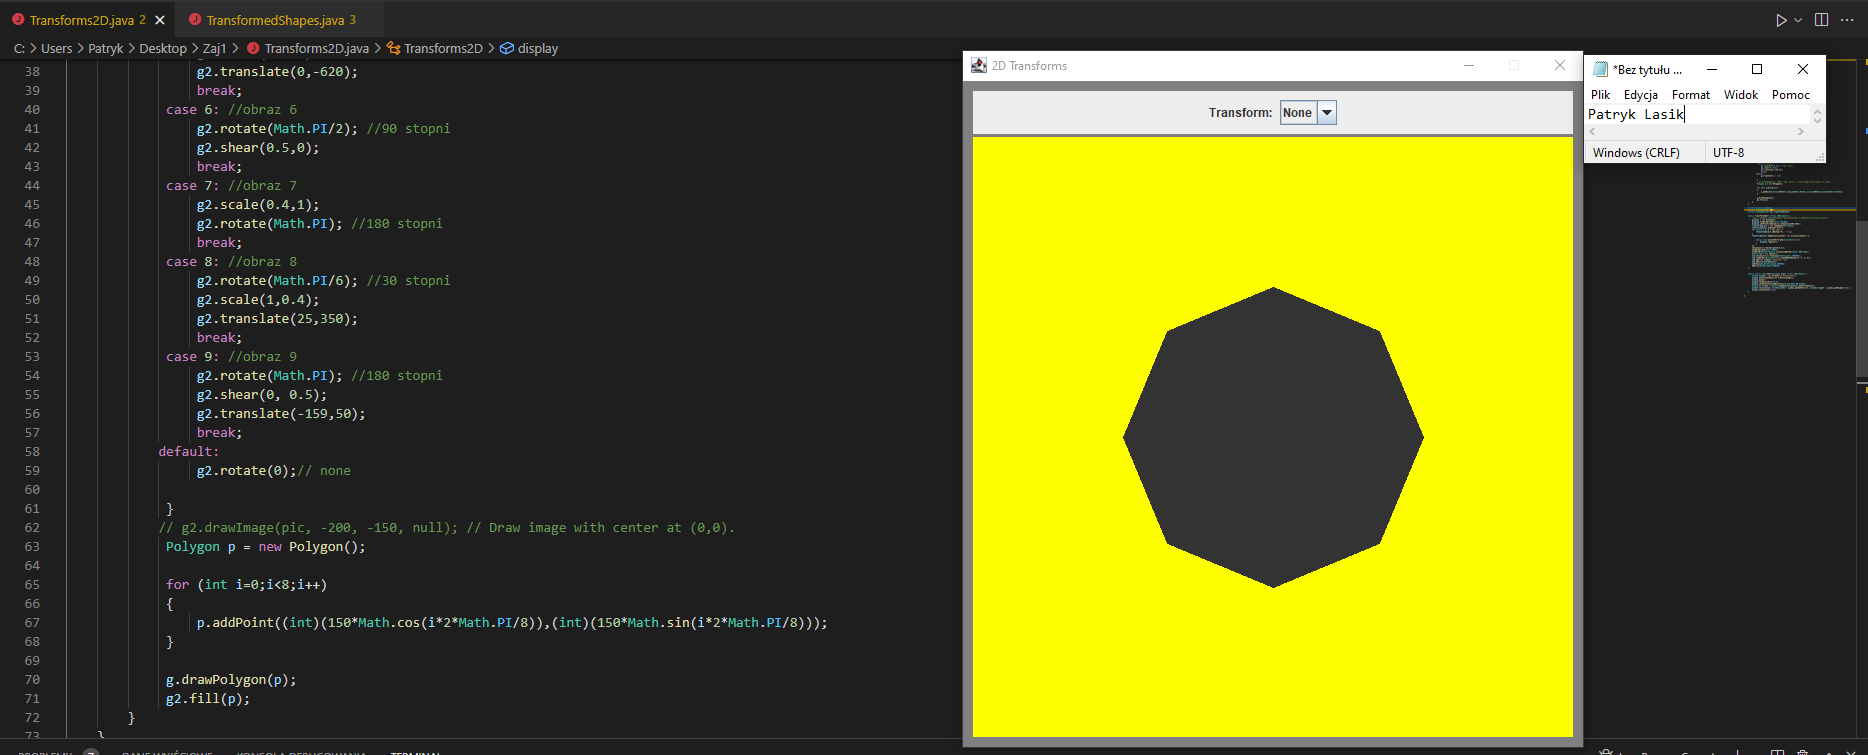 Transforms2D.java 2
TransformedShapes.java 3
C: > Users > Patryk > Desktop > Zaj1 > Transforms2D.java > Transforms2D > display
38 g2.translate(0,-620);
39 break;
40 case 6: //obraz 6
41 g2.rotate(Math.PI/2); //90 stopni
42 g2.shear(0.5,0);
43 break;
44 case 7: //obraz 7
45 g2.scale(0.4,1);
46 g2.rotate(Math.PI); //180 stopni
47 break;
48 case 8: //obraz 8
49 g2.rotate(Math.PI/6); //30 stopni
50 g2.scale(1,0.4);
51 g2.translate(25,350);
52 break;
53 case 9: //obraz 9
54 g2.rotate(Math.PI); //180 stopni
55 g2.shear(0, 0.5);
56 g2.translate(-159,50);
57 break;
58 default:
59 g2.rotate(0);// none
60
61 }
62 // g2.drawImage(pic, -200, -150, null); // Draw image with center at (0,0).
63 Polygon p = new Polygon();
64
65 for (int i=0;i<8;i++)
66 {
67 p.addPoint((int)(150*Math.cos(i*2*Math.PI/8)),(int)(150*Math.sin(i*2*Math.PI/8)));
68 }
69
70 g.drawPolygon(p);
71 g2.fill(p);
72 }
73 }
2D Transforms
Transform: None
*Bez tytułu ...
Plik Edycja Format Widok Pomoc
Patryk Lasik
Windows (CRLF) UTF-8